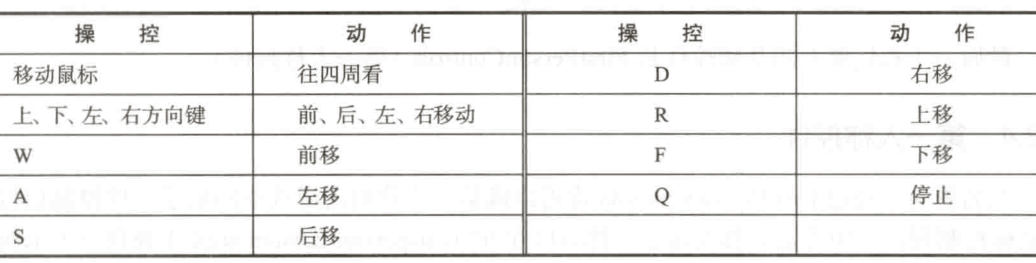 操 控 动 作 操 控 动 作
移动鼠标 往四周看 D 右移
上、下、左、右方向键 前、后、左、右移动 R 上移
W 前移 F 下移
A 左移 Q 停止
S 后移